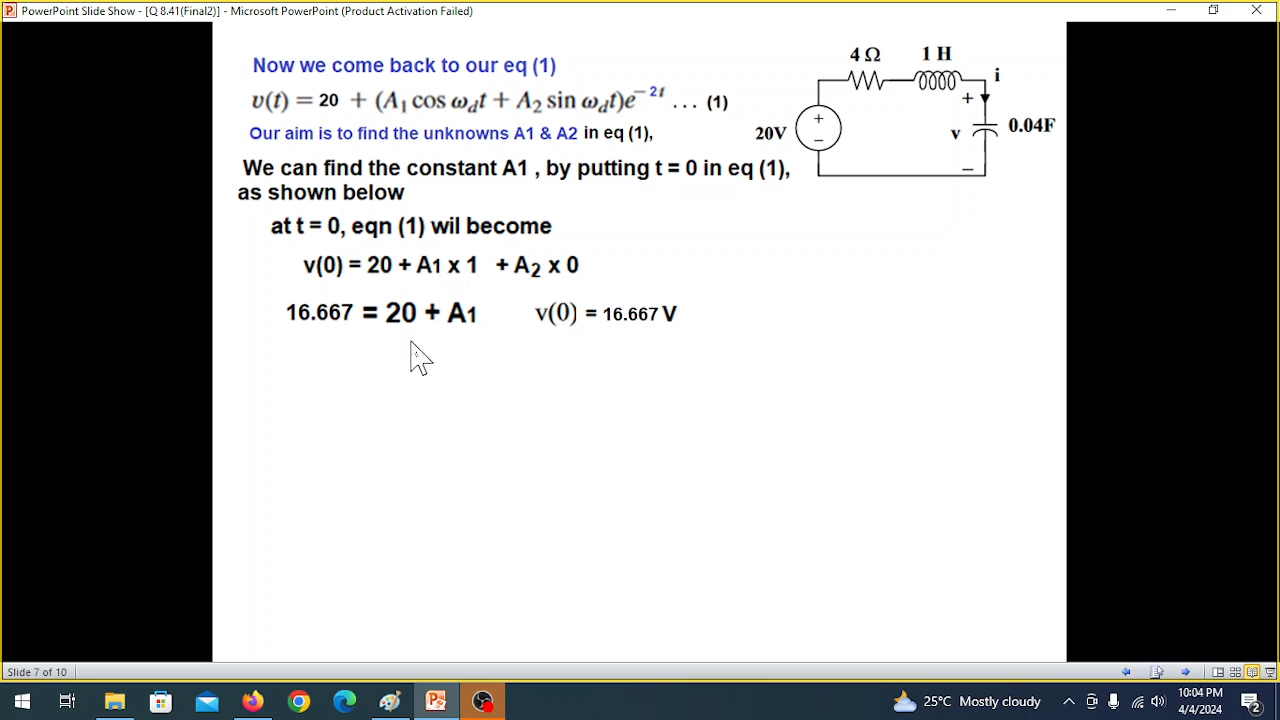 PowerPoint Slide Show - [Q 8.41(Final2)] - Microsoft PowerPoint (Product Activation Failed)
Now we come back to our eq (1)
v(t) = 20 + (A₁ cos ω_d t + A₂ sin ω_d t)e⁻²ᵗ ... (1)
Our aim is to find the unknowns A1 & A2 in eq (1),
We can find the constant A1 , by putting t = 0 in eq (1),
as shown below
at t = 0, eqn (1) wil become
v(0) = 20 + A1 x 1 + A₂ x 0
16.667 = 20 + A1
v(0) = 16.667 V
4 Ω
1 H
i
+
20V
+
–
v
0.04F
–
Slide 7 of 10
25°C Mostly cloudy
10:04 PM
4/4/2024
2